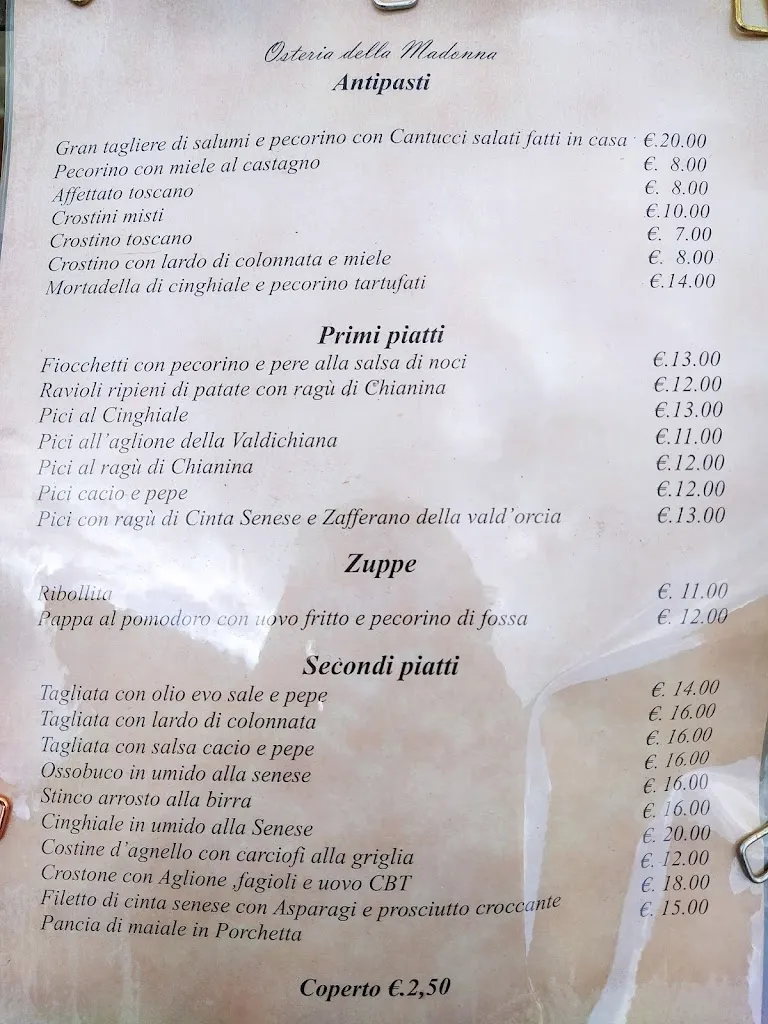 Osteria della Madonna
Antipasti
Gran tagliere di salumi e pecorino con Cantucci salati fatti in casa €.20.00
Pecorino con miele al castagno €. 8.00
Affettato toscano €. 8.00
Crostini misti €.10.00
Crostino toscano €. 7.00
Crostino con lardo di colonnata e miele €. 8.00
Mortadella di cinghiale e pecorino tartufati €.14.00
Primi piatti
Fiocchetti con pecorino e pere alla salsa di noci €.13.00
Ravioli ripieni di patate con ragù di Chianina €.12.00
Pici al Cinghiale €.13.00
Pici all'aglione della Valdichiana €.11.00
Pici al ragù di Chianina €.12.00
Pici cacio e pepe €.12.00
Pici con ragù di Cinta Senese e Zafferano della vald'orcia €.13.00
Zuppe
Ribollita €. 11.00
Pappa al pomodoro con uovo fritto e pecorino di fossa €. 12.00
Secondi piatti
Tagliata con olio evo sale e pepe €. 14.00
Tagliata con lardo di colonnata €. 16.00
Tagliata con salsa cacio e pepe €. 16.00
Ossobuco in umido alla senese €. 16.00
Stinco arrosto alla birra €. 16.00
Cinghiale in umido alla Senese €. 16.00
Costine d'agnello con carciofi alla griglia €. 20.00
Crostone con Aglione ,fagioli e uovo CBT €. 12.00
Filetto di cinta senese con Asparagi e prosciutto croccante €. 18.00
Pancia di maiale in Porchetta €. 15.00
Coperto €.2,50